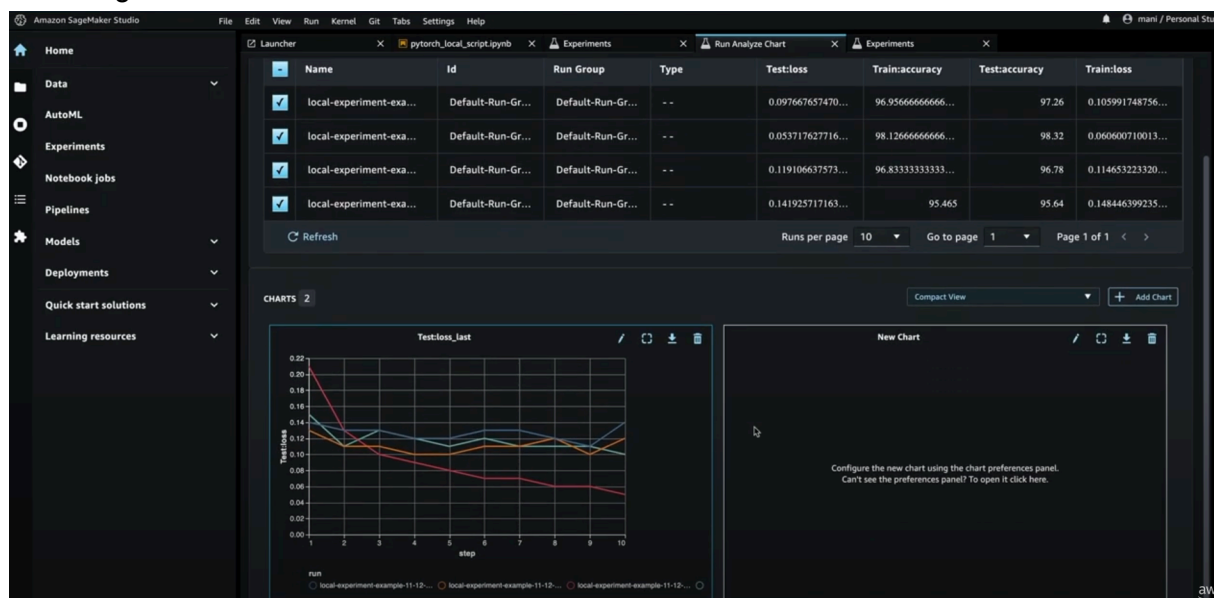 Amazon SageMaker Studio File Edit View Run Kernel Git Tabs Settings Help mani / Personal Stu
Launcher pytorch_local_script.ipynb Experiments Run Analyze Chart Experiments
Home
Data
AutoML
Experiments
Notebook jobs
Pipelines
Models
Deployments
Quick start solutions
Learning resources
Name Id Run Group Type Test:loss Train:accuracy Test:accuracy Train:loss
local-experiment-exa... Default-Run-Gr... Default-Run-Gr... -- 0.097667657470... 96.95666666666... 97.26 0.105991748756...
local-experiment-exa... Default-Run-Gr... Default-Run-Gr... -- 0.053717627716... 98.12666666666... 98.32 0.060600710013...
local-experiment-exa... Default-Run-Gr... Default-Run-Gr... -- 0.119106637573... 96.83333333333... 96.78 0.114653223320...
local-experiment-exa... Default-Run-Gr... Default-Run-Gr... -- 0.141925717163... 95.465 95.64 0.148446399235...
Refresh Runs per page 10 Go to page 1 Page 1 of 1
CHARTS 2 Compact View + Add Chart
Test:loss_last
0.22
0.20
0.18
0.16
0.14
0.12
0.10
0.08
0.06
0.04
0.02
0.00
Test:loss
1 2 3 4 5 6 7 8 9 10
step
run
local-experiment-example-11-12-... local-experiment-example-11-12-... local-experiment-example-11-12-...
New Chart
Configure the new chart using the chart preferences panel.
Can't see the preferences panel? To open it click here.
aw